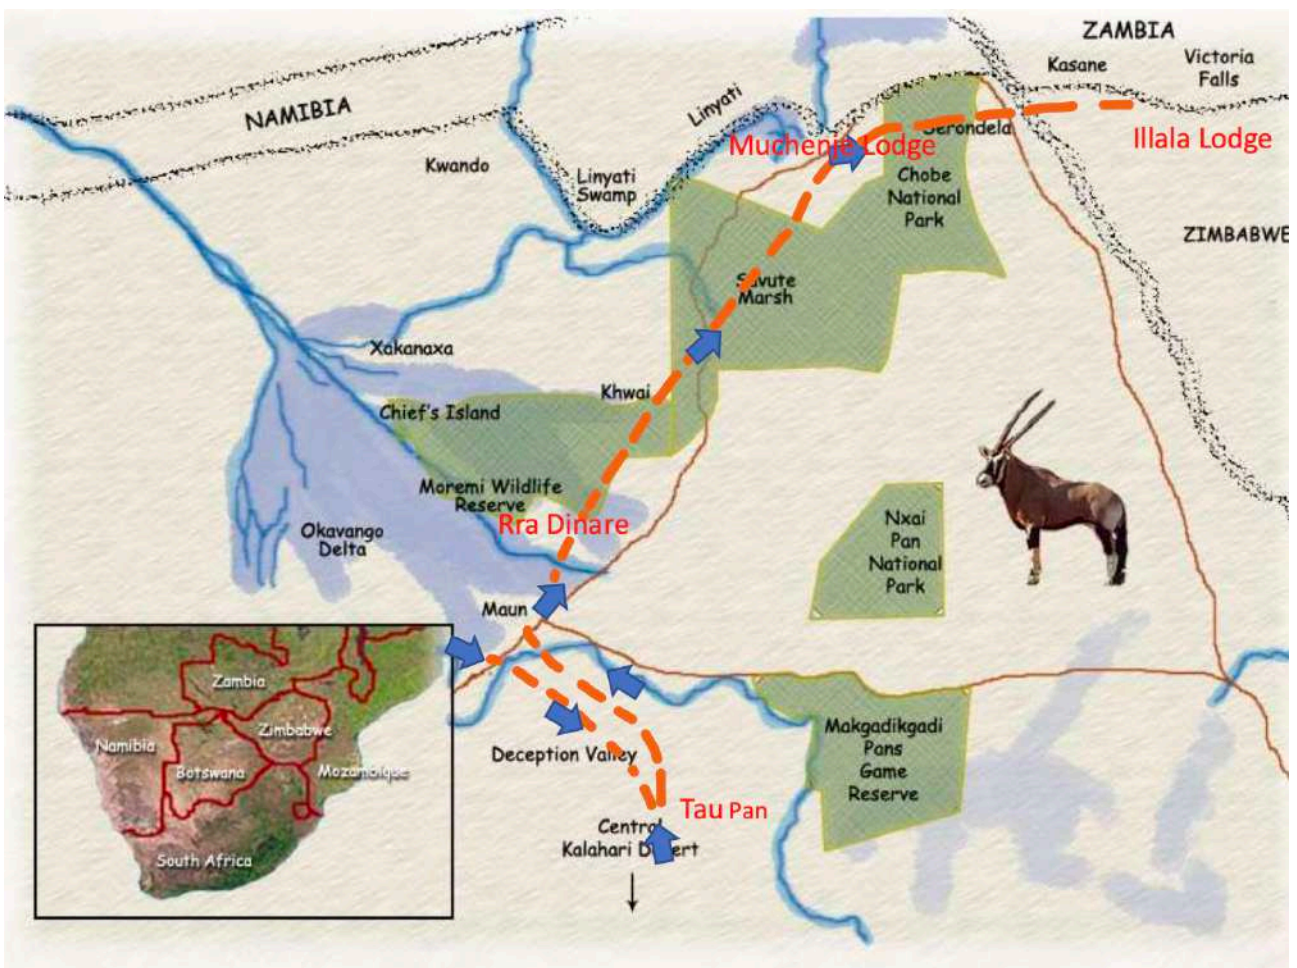 ZAMBIA
Kasane
Victoria
Falls
NAMIBIA
Linyati
Serondela
Muchenje Lodge
Illala Lodge
Kwando
Linyati
Swamp
Chobe
National
Park
ZIMBABWE
Savute
Marsh
Xakanaxa
Khwai
Chief's Island
Moremi Wildlife
Reserve
Rra Dinare
Okavango
Delta
Nxai
Pan
National
Park
Maun
Deception Valley
Makgadikgadi
Pans
Game
Reserve
Tau Pan
Central
Kalahari Desert
Zambia
Zimbabwe
Namibia
Botswana
Mozambique
South Africa